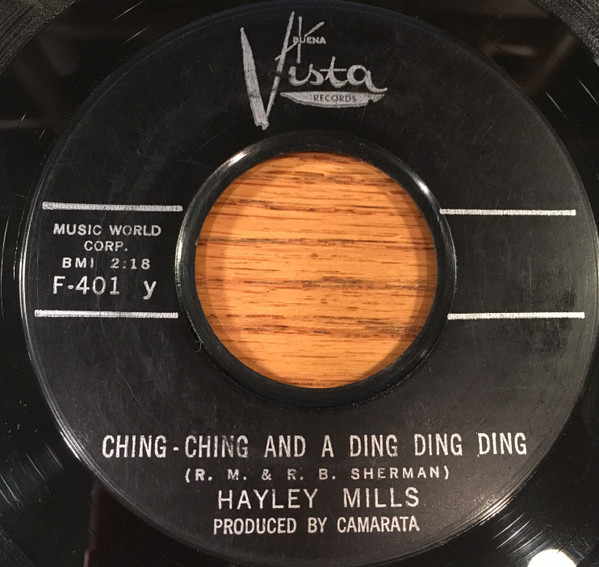 BUENA
Vista
RECORDS
MUSIC WORLD
CORP.
BMI 2:18
F-401 y
CHING-CHING AND A DING DING DING
(R. M. & R. B. SHERMAN)
HAYLEY MILLS
PRODUCED BY CAMARATA